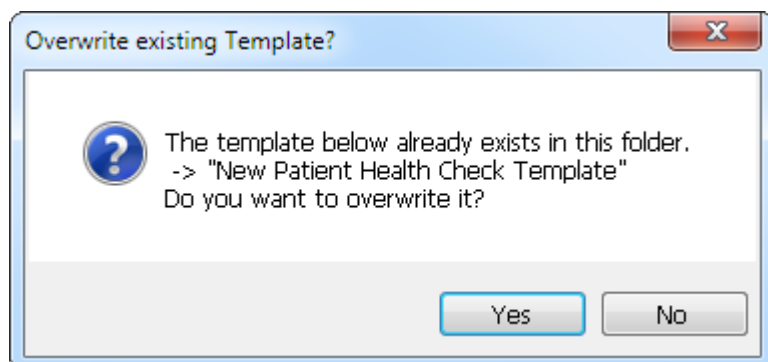 Overwrite existing Template?
The template below already exists in this folder.
-> "New Patient Health Check Template"
Do you want to overwrite it?
Yes
No